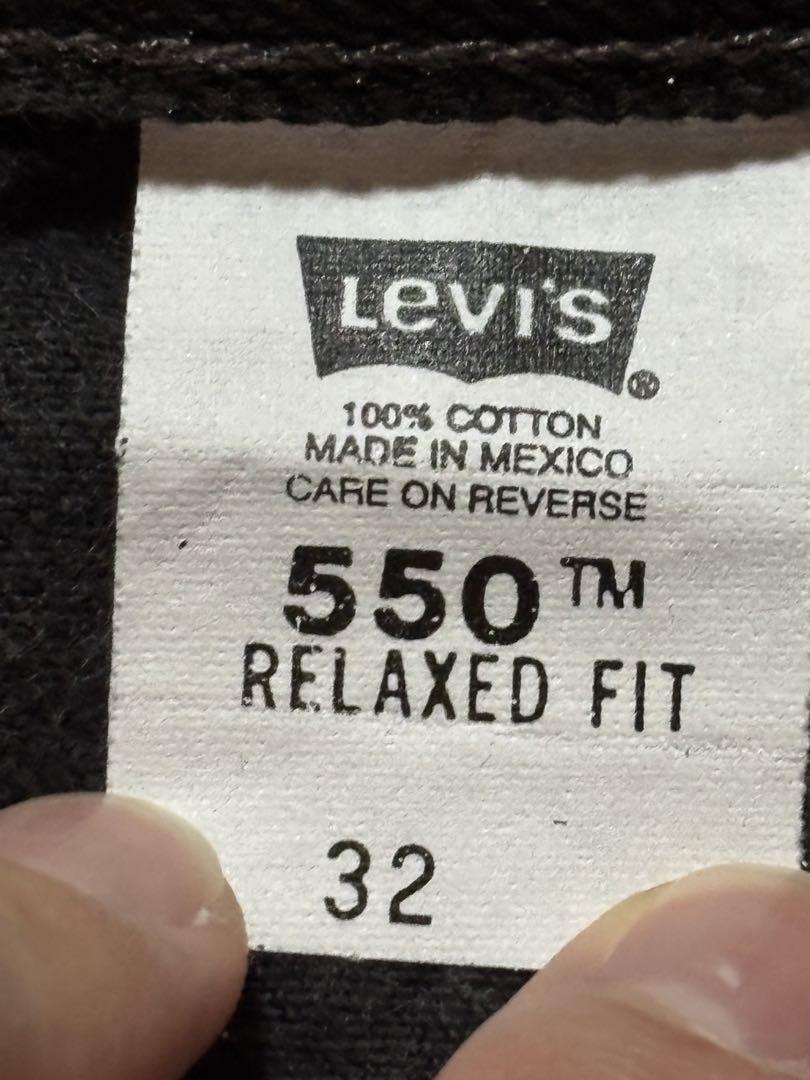 Levi's®
100% COTTON
MADE IN MEXICO
CARE ON REVERSE
550™
RELAXED FIT
32